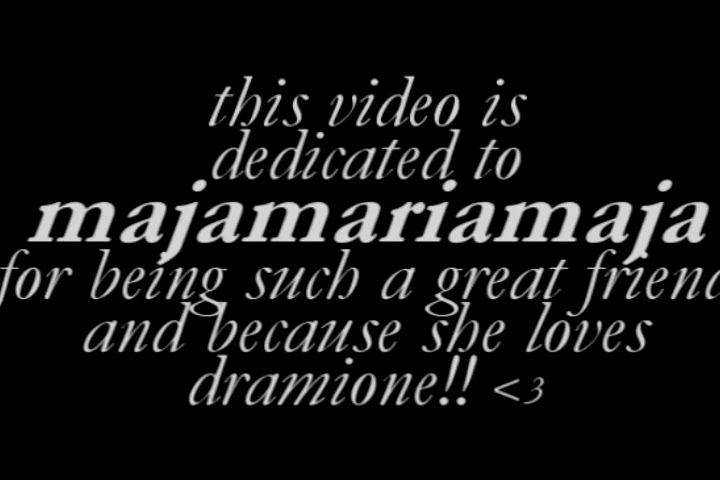 this video is
dedicated to
majamariamaja
for being such a great friend
and because she loves
dramione!! <3